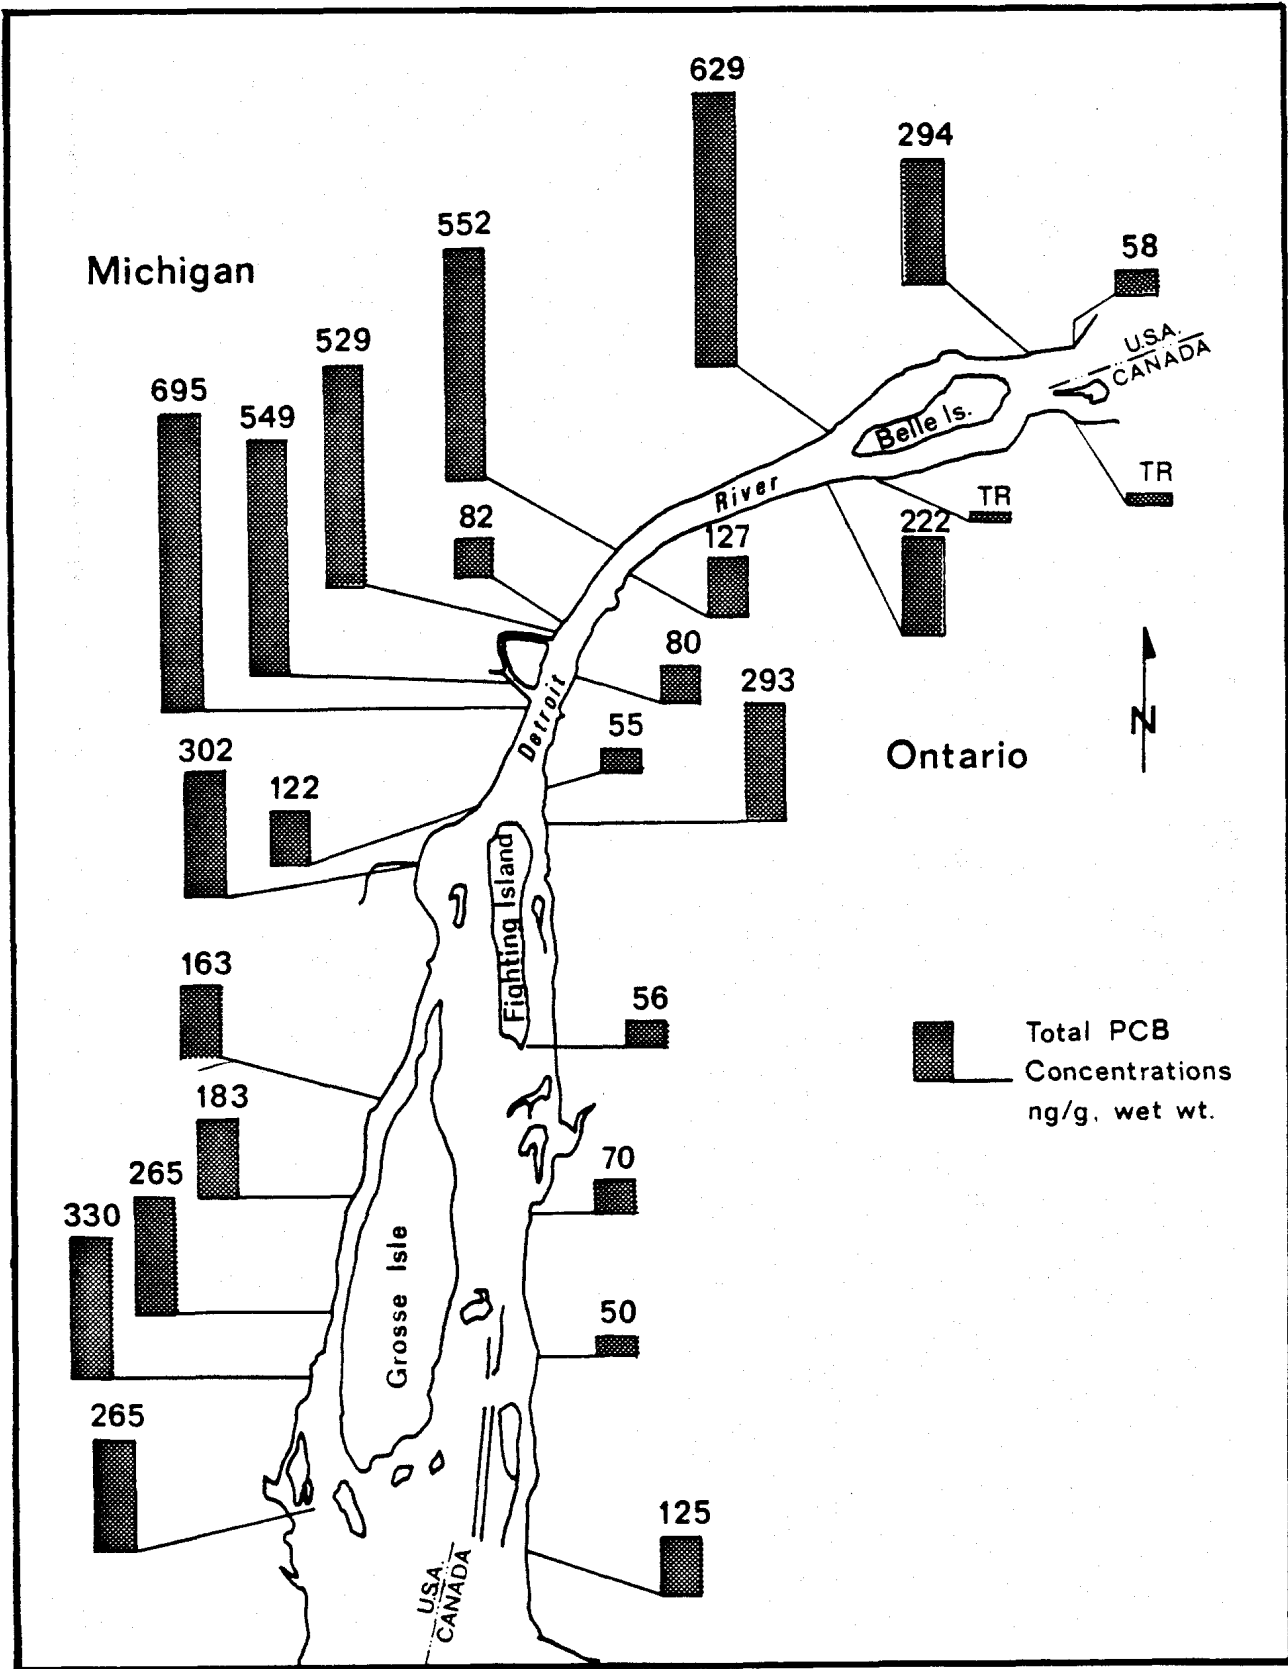 629
294
552
58
Michigan
529
U.S.A.
CANADA
695
549
Belle Is.
TR
River
TR
82
127
222
80
293
Detroit
55
N
302
Ontario
122
Fighting Island
163
56
Total PCB
Concentrations
ng/g, wet wt.
183
70
265
330
Grosse Isle
50
265
125
U.S.A.
CANADA